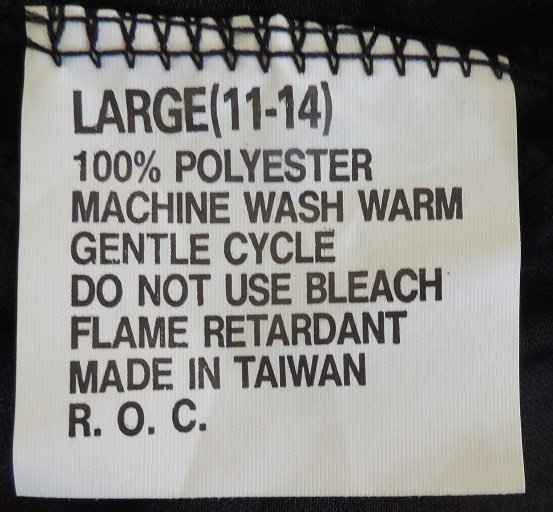 LARGE(11-14)
100% POLYESTER
MACHINE WASH WARM
GENTLE CYCLE
DO NOT USE BLEACH
FLAME RETARDANT
MADE IN TAIWAN
R. O. C.